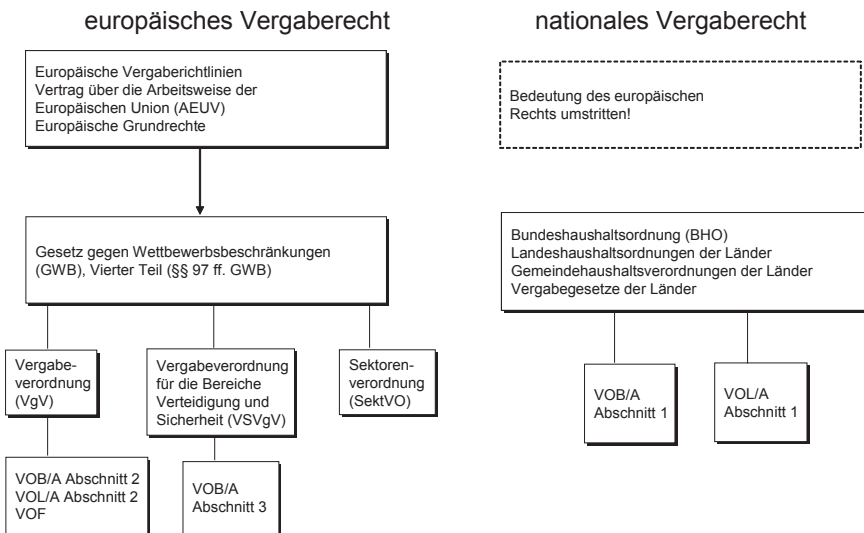 europäisches Vergaberecht
nationales Vergaberecht
Europäische Vergaberichtlinien
Vertrag über die Arbeitsweise der
Europäischen Union (AEUV)
Europäische Grundrechte
Bedeutung des europäischen
Rechts umstritten!
Gesetz gegen Wettbewerbsbeschränkungen
(GWB), Vierter Teil (§§ 97 ff. GWB)
Bundeshaushaltsordnung (BHO)
Landeshaushaltsordnungen der Länder
Gemeindehaushaltsverordnungen der Länder
Vergabegesetze der Länder
Vergabe-
verordnung
(VgV)
Vergabeverordnung
für die Bereiche
Verteidigung und
Sicherheit (VSVgV)
Sektoren-
verordnung
(SektVO)
VOB/A
Abschnitt 1
VOL/A
Abschnitt 1
VOB/A Abschnitt 2
VOL/A Abschnitt 2
VOF
VOB/A
Abschnitt 3